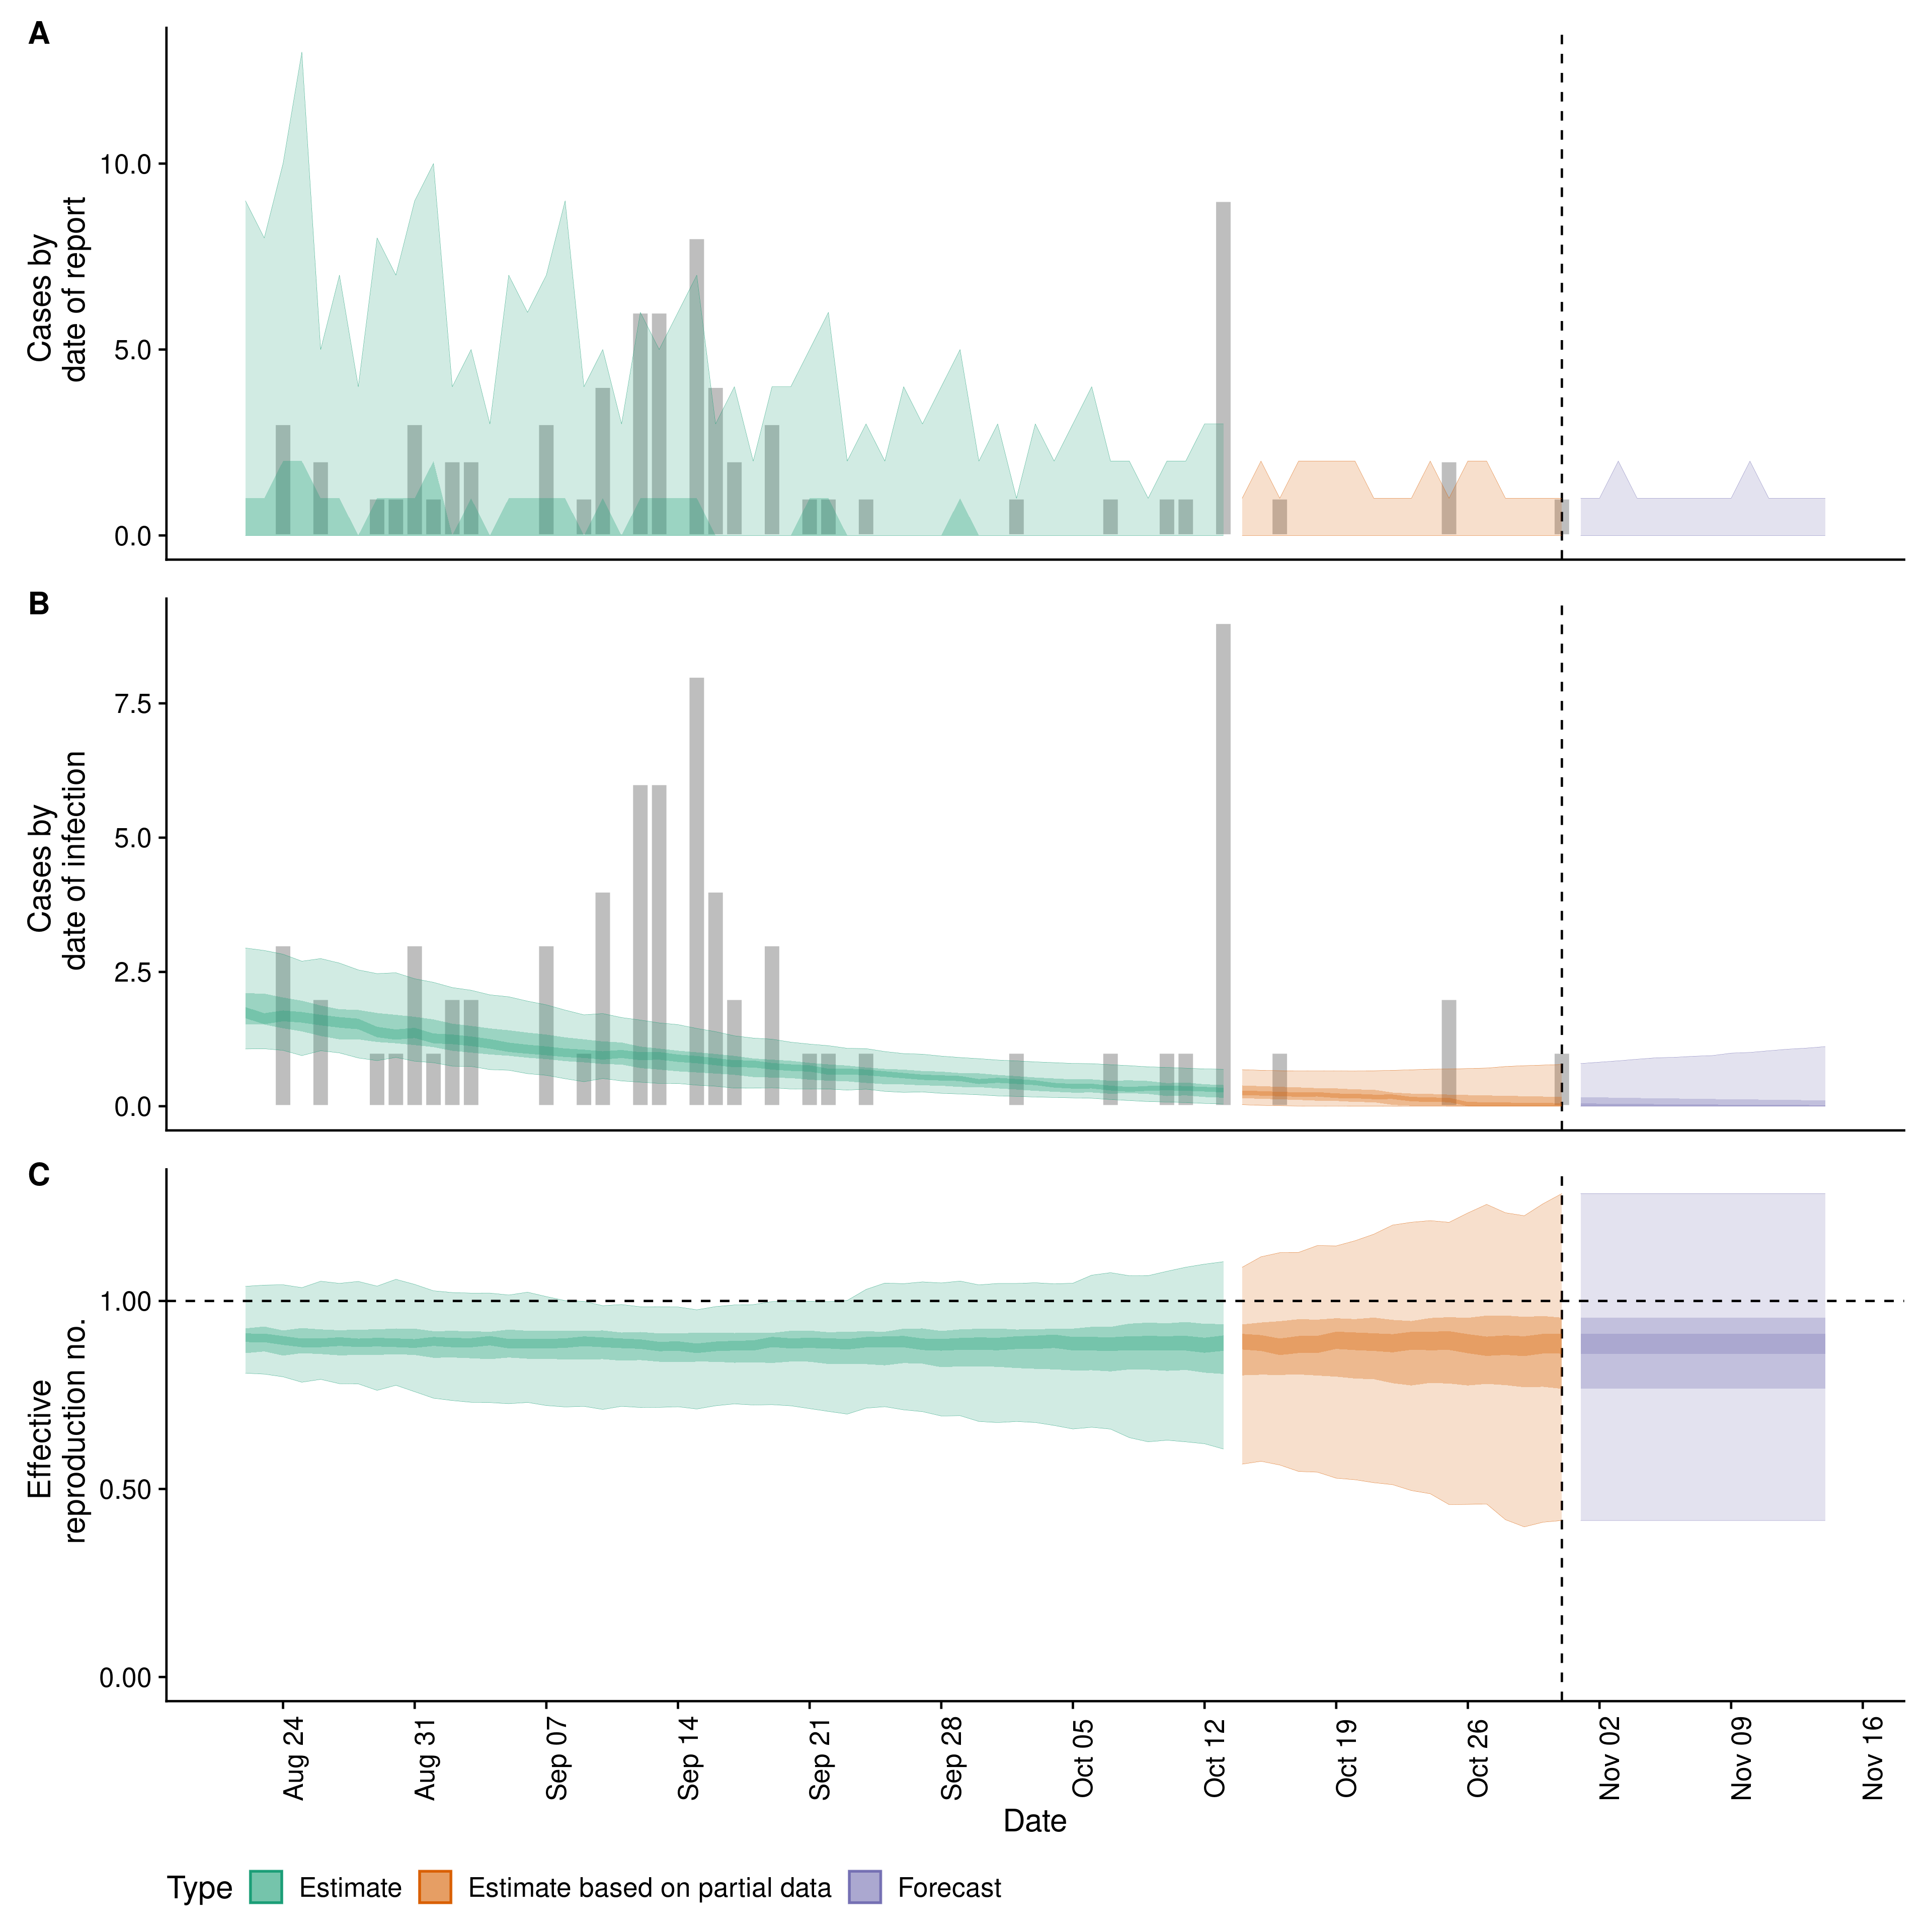 A
Cases by
date of report
10.0
5.0
0.0
B
Cases by
date of infection
7.5
5.0
2.5
0.0
C
Effective
reproduction no.
1.00
0.50
0.00
Aug 24
Aug 31
Sep 07
Sep 14
Sep 21
Sep 28
Oct 05
Oct 12
Oct 19
Oct 26
Nov 02
Nov 09
Nov 16
Date
Type Estimate Estimate based on partial data Forecast